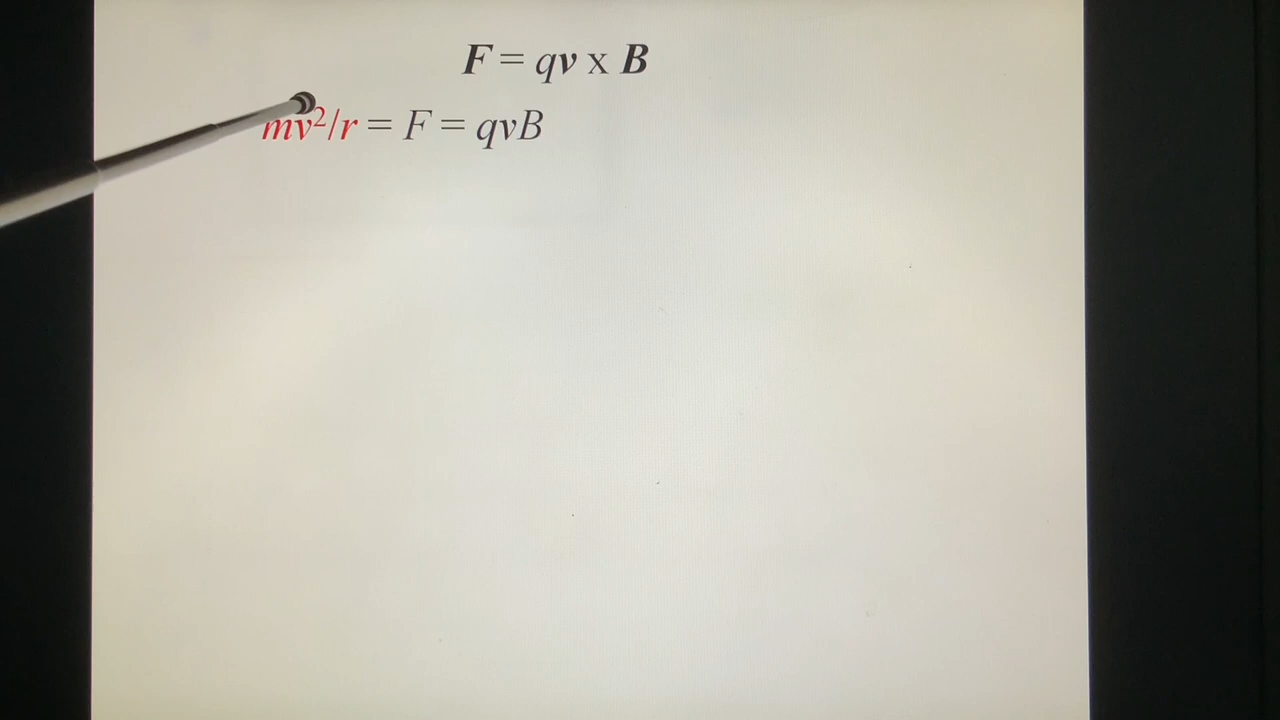 F = qv x B
mv²/r = F = qvB